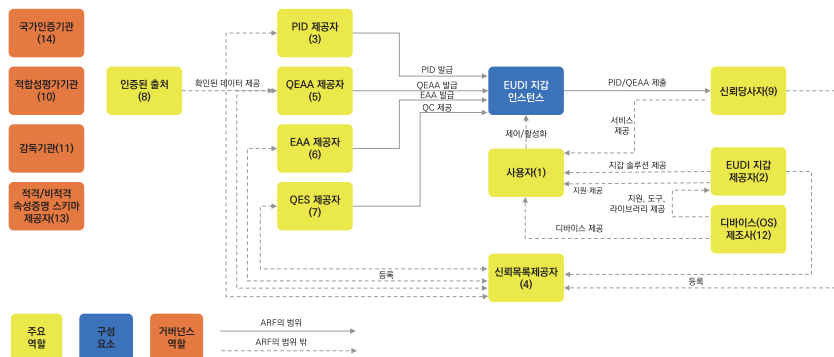 국가인증기관
(14)
적합성평가기관
(10)
감독기관(11)
적격/비적격
속성증명 스키마
제공자(13)
인증된 출처
(8)
확인된 데이터 제공
PID 제공자
(3)
QEAA 제공자
(5)
EAA 제공자
(6)
QES 제공자
(7)
PID 발급
QEAA 발급
EAA 발급
QC 제공
EUDI 지갑
인스턴스
PID/QEAA 제출
신뢰당사자(9)
서비스
제공
제어/활성화
사용자(1)
지갑 솔루션 제공
지원 제공
EUDI 지갑
제공자(2)
지원, 도구,
라이브러리 제공
디바이스(OS)
제조사(12)
디바이스 제공
신뢰목록제공자
(4)
등록
등록
주요
역할
구성
요소
거버넌스
역할
ARF의 범위
ARF의 범위 밖